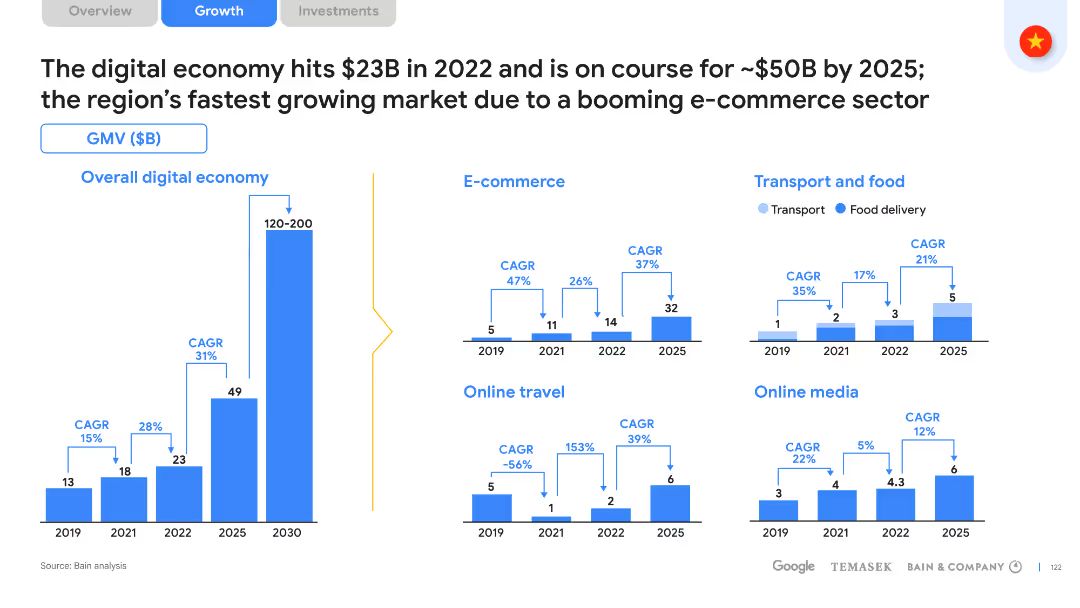 Overview
Growth
Investments
The digital economy hits $23B in 2022 and is on course for ~$50B by 2025;
the region's fastest growing market due to a booming e-commerce sector
GMV ($B)
Overall digital economy
120-200
CAGR
31%
49
CAGR
15%
28%
13
18
23
2019
2021
2022
2025
2030
E-commerce
CAGR
47%
26%
CAGR
37%
5
11
14
32
2019
2021
2022
2025
Transport and food
Transport
Food delivery
CAGR
35%
17%
CAGR
21%
1
2
3
5
2019
2021
2022
2025
Online travel
CAGR
-56%
153%
CAGR
39%
5
1
2
6
2019
2021
2022
2025
Online media
CAGR
22%
5%
CAGR
12%
3
4
4.3
6
2019
2021
2022
2025
Source: Bain analysis
Google
TEMASEK
BAIN & COMPANY
122